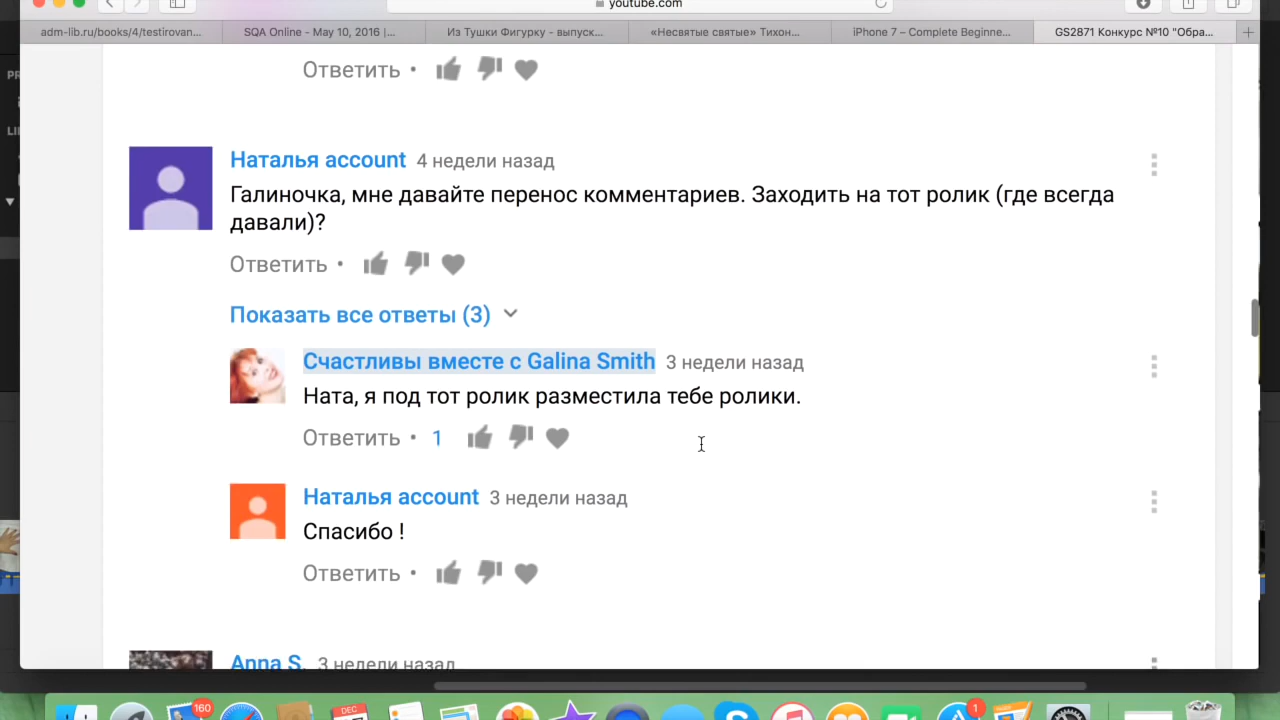 youtube.com
adm-lib.ru/books/4/testirovan...
SQA Online - May 10, 2016 |...
Из Тушки Фигурку - выпуск...
«Несвятые святые» Тихон...
iPhone 7 – Complete Beginne...
GS2871 Конкурс №10 "Обра...
Ответить •
Наталья account 4 недели назад
Галиночка, мне давайте перенос комментариев. Заходить на тот ролик (где всегда
давали)?
Ответить •
Показать все ответы (3)
Счастливы вместе с Galina Smith 3 недели назад
Ната, я под тот ролик разместила тебе ролики.
Ответить • 1
Наталья account 3 недели назад
Спасибо !
Ответить •
Anna S. 3 недели назад
160
DEC
1